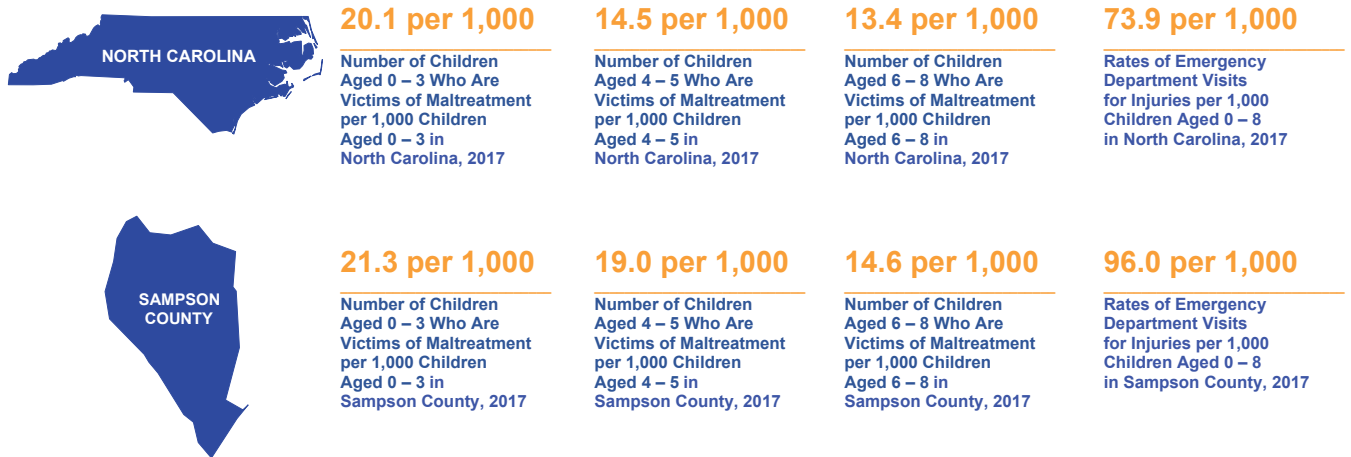 NORTH CAROLINA
20.1 per 1,000
Number of Children
Aged 0 – 3 Who Are
Victims of Maltreatment
per 1,000 Children
Aged 0 – 3 in
North Carolina, 2017
14.5 per 1,000
Number of Children
Aged 4 – 5 Who Are
Victims of Maltreatment
per 1,000 Children
Aged 4 – 5 in
North Carolina, 2017
13.4 per 1,000
Number of Children
Aged 6 – 8 Who Are
Victims of Maltreatment
per 1,000 Children
Aged 6 – 8 in
North Carolina, 2017
73.9 per 1,000
Rates of Emergency
Department Visits
for Injuries per 1,000
Children Aged 0 – 8
in North Carolina, 2017
SAMPSON
COUNTY
21.3 per 1,000
Number of Children
Aged 0 – 3 Who Are
Victims of Maltreatment
per 1,000 Children
Aged 0 – 3 in
Sampson County, 2017
19.0 per 1,000
Number of Children
Aged 4 – 5 Who Are
Victims of Maltreatment
per 1,000 Children
Aged 4 – 5 in
Sampson County, 2017
14.6 per 1,000
Number of Children
Aged 6 – 8 Who Are
Victims of Maltreatment
per 1,000 Children
Aged 6 – 8 in
Sampson County, 2017
96.0 per 1,000
Rates of Emergency
Department Visits
for Injuries per 1,000
Children Aged 0 – 8
in Sampson County, 2017